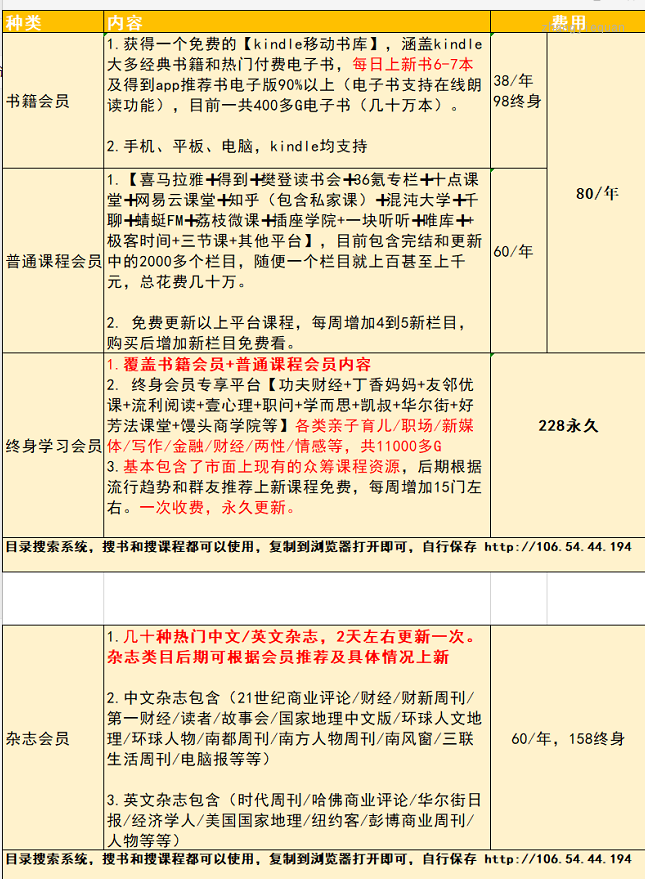 种类 内容 费用
书籍会员
1.获得一个免费的【kindle移动书库】，涵盖kindle
大多经典书籍和热门付费电子书，每日上新书6-7本
及得到app推荐书电子版90%以上（电子书支持在线朗
读功能），目前一共400多G电子书（几十万本）。
2.手机、平板、电脑，kindle均支持
38/年
98终身
80/年
普通课程会员
1.【喜马拉雅➕得到➕樊登读书会➕36氪专栏➕十点课
堂➕网易云课堂➕知乎（包含私家课）➕混沌大学➕千
聊➕蜻蜓FM➕荔枝微课➕插座学院+一块听听➕唯库➕+
极客时间+三节课+其他平台】，目前包含完结和更新
中的2000多个栏目，随便一个栏目就上百甚至上千
元，总花费几十万。
2. 免费更新以上平台课程，每周增加4到5新栏目，
购买后增加新栏目免费看。
60/年
终身学习会员
1.覆盖书籍会员+普通课程会员内容
2. 终身会员专享平台【功夫财经+丁香妈妈+友邻优
课+流利阅读+壹心理+职问+学而思+凯叔+华尔街+好
芳法课堂+馒头商学院等】各类亲子育儿/职场/新媒
体/写作/金融/财经/两性/情感等，共11000多G
3.基本包含了市面上现有的众筹课程资源，后期根据
流行趋势和群友推荐上新课程免费，每周增加15门左
右。一次收费，永久更新。
228永久
目录搜索系统，搜书和搜课程都可以使用，复制到浏览器打开即可，自行保存 http://106.54.44.194
杂志会员
1.几十种热门中文/英文杂志，2天左右更新一次。
杂志类目后期可根据会员推荐及具体情况上新
2.中文杂志包含（21世纪商业评论/财经/财新周刊/
第一财经/读者/故事会/国家地理中文版/环球人文地
理/环球人物/南都周刊/南方人物周刊/南风窗/三联
生活周刊/电脑报等等）
3.英文杂志包含（时代周刊/哈佛商业评论/华尔街日
报/经济学人/美国国家地理/纽约客/彭博商业周刊/
人物等等）
60/年，158终身
目录搜索系统，搜书和搜课程都可以使用，复制到浏览器打开即可，自行保存 http://106.54.44.194